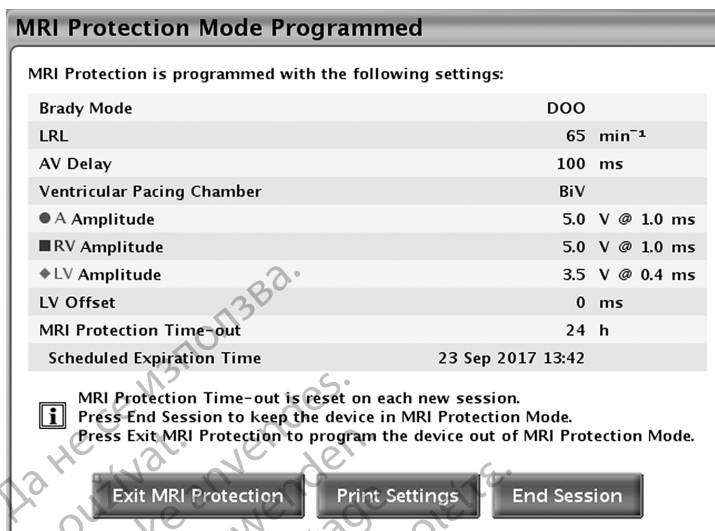 MRI Protection Mode Programmed
MRI Protection is programmed with the following settings:
Brady Mode DOO
LRL 65 min⁻¹
AV Delay 100 ms
Ventricular Pacing Chamber BiV
A Amplitude 5.0 V @ 1.0 ms
RV Amplitude 5.0 V @ 1.0 ms
LV Amplitude 3.5 V @ 0.4 ms
LV Offset 0 ms
MRI Protection Time-out 24 h
Scheduled Expiration Time 23 Sep 2017 13:42
MRI Protection Time-out is reset on each new session.
Press End Session to keep the device in MRI Protection Mode.
Press Exit MRI Protection to program the device out of MRI Protection Mode.
Exit MRI Protection Print Settings End Session
Да не се използва.